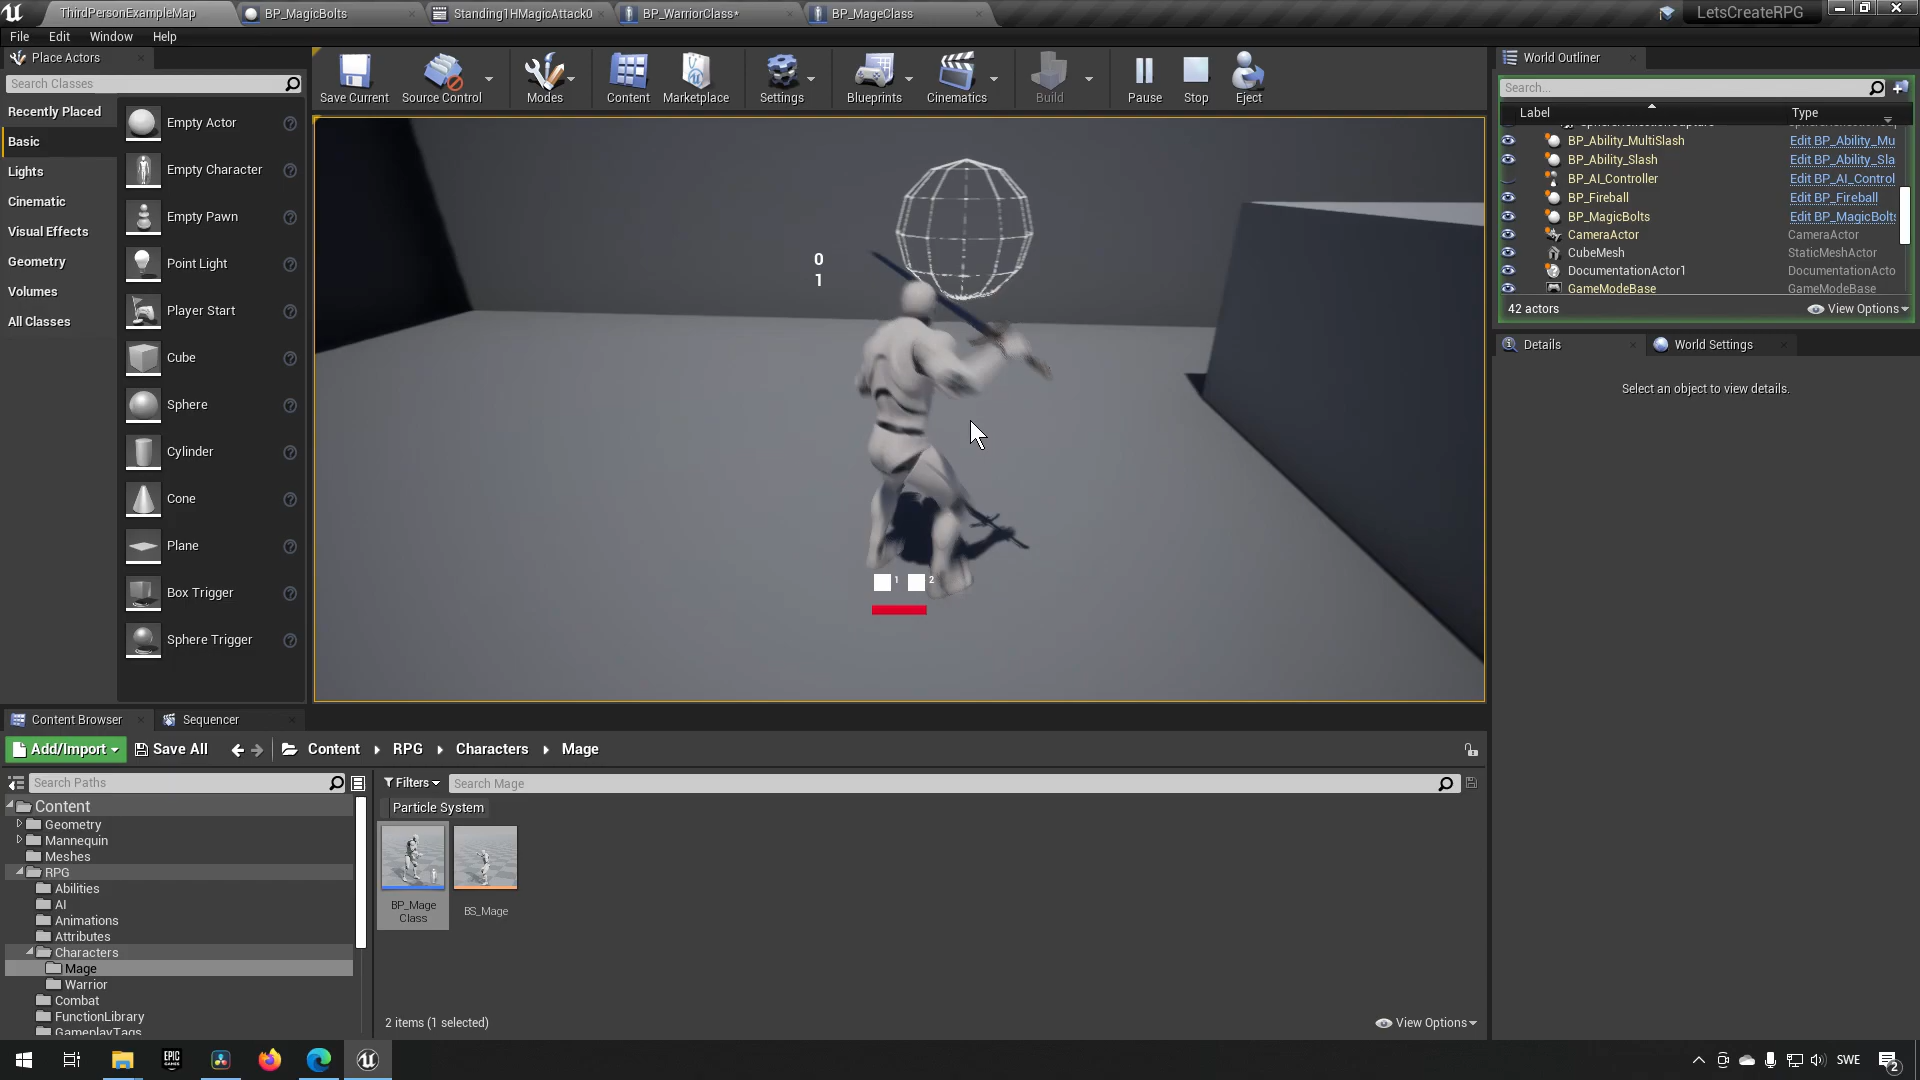 ThirdPersonExampleMap
BP_MagicBolts
Standing1HMagicAttack0
BP_WarriorClass*
BP_MageClass
LetsCreateRPG
File Edit Window Help
Place Actors
Search Classes
Recently Placed
Basic
Lights
Cinematic
Visual Effects
Geometry
Volumes
All Classes
Empty Actor
Empty Character
Empty Pawn
Point Light
Player Start
Cube
Sphere
Cylinder
Cone
Plane
Box Trigger
Sphere Trigger
Save Current
Source Control
Modes
Content
Marketplace
Settings
Blueprints
Cinematics
Build
Pause
Stop
Eject
0
1
1 2
World Outliner
Search...
Label Type
BP_Ability_MultiSlash Edit BP_Ability_Mu
BP_Ability_Slash Edit BP_Ability_Sla
BP_AI_Controller Edit BP_AI_Control
BP_Fireball Edit BP_Fireball
BP_MagicBolts Edit BP_MagicBolts
CameraActor CameraActor
CubeMesh StaticMeshActor
DocumentationActor1 DocumentationActo
GameModeBase GameModeBase
42 actors View Options
Details World Settings
Select an object to view details.
Content Browser Sequencer
Add/Import Save All Content RPG Characters Mage
Search Paths
Content
Geometry
Mannequin
Meshes
RPG
Abilities
AI
Animations
Attributes
Characters
Mage
Warrior
Combat
FunctionLibrary
GameplayTags
Filters Search Mage
Particle System
BP_Mage
Class
BS_Mage
2 items (1 selected) View Options
EPIC
GAMES
SWE
2